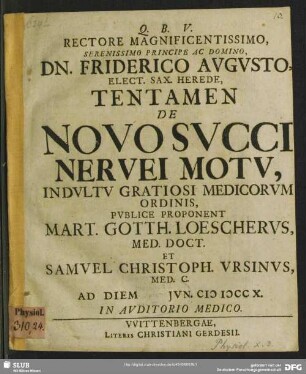 Q. B. V.
RECTORE MAGNIFICENTISSIMO,
SERENISSIMO PRINCIPE AC DOMINO,
DN. FRIDERICO AVGVSTO,
ELECT. SAX. HEREDE,
TENTAMEN
DE
NOVO SVCCI
NERVEI MOTV,
INDVLTV GRATIOSI MEDICORVM
ORDINIS,
PVBLICE PROPONENT
MART. GOTTH. LOESCHERVS,
MED. DOCT.
ET
SAMVEL CHRISTOPH. VRSINVS,
MED. C.
AD DIEM JVN. CIↃ IↃCC X.
IN AVDITORIO MEDICO.
VVITTENBERGAE,
LITERIS CHRISTIANI GERDESII.
Physiol.
310,24.
SLUB